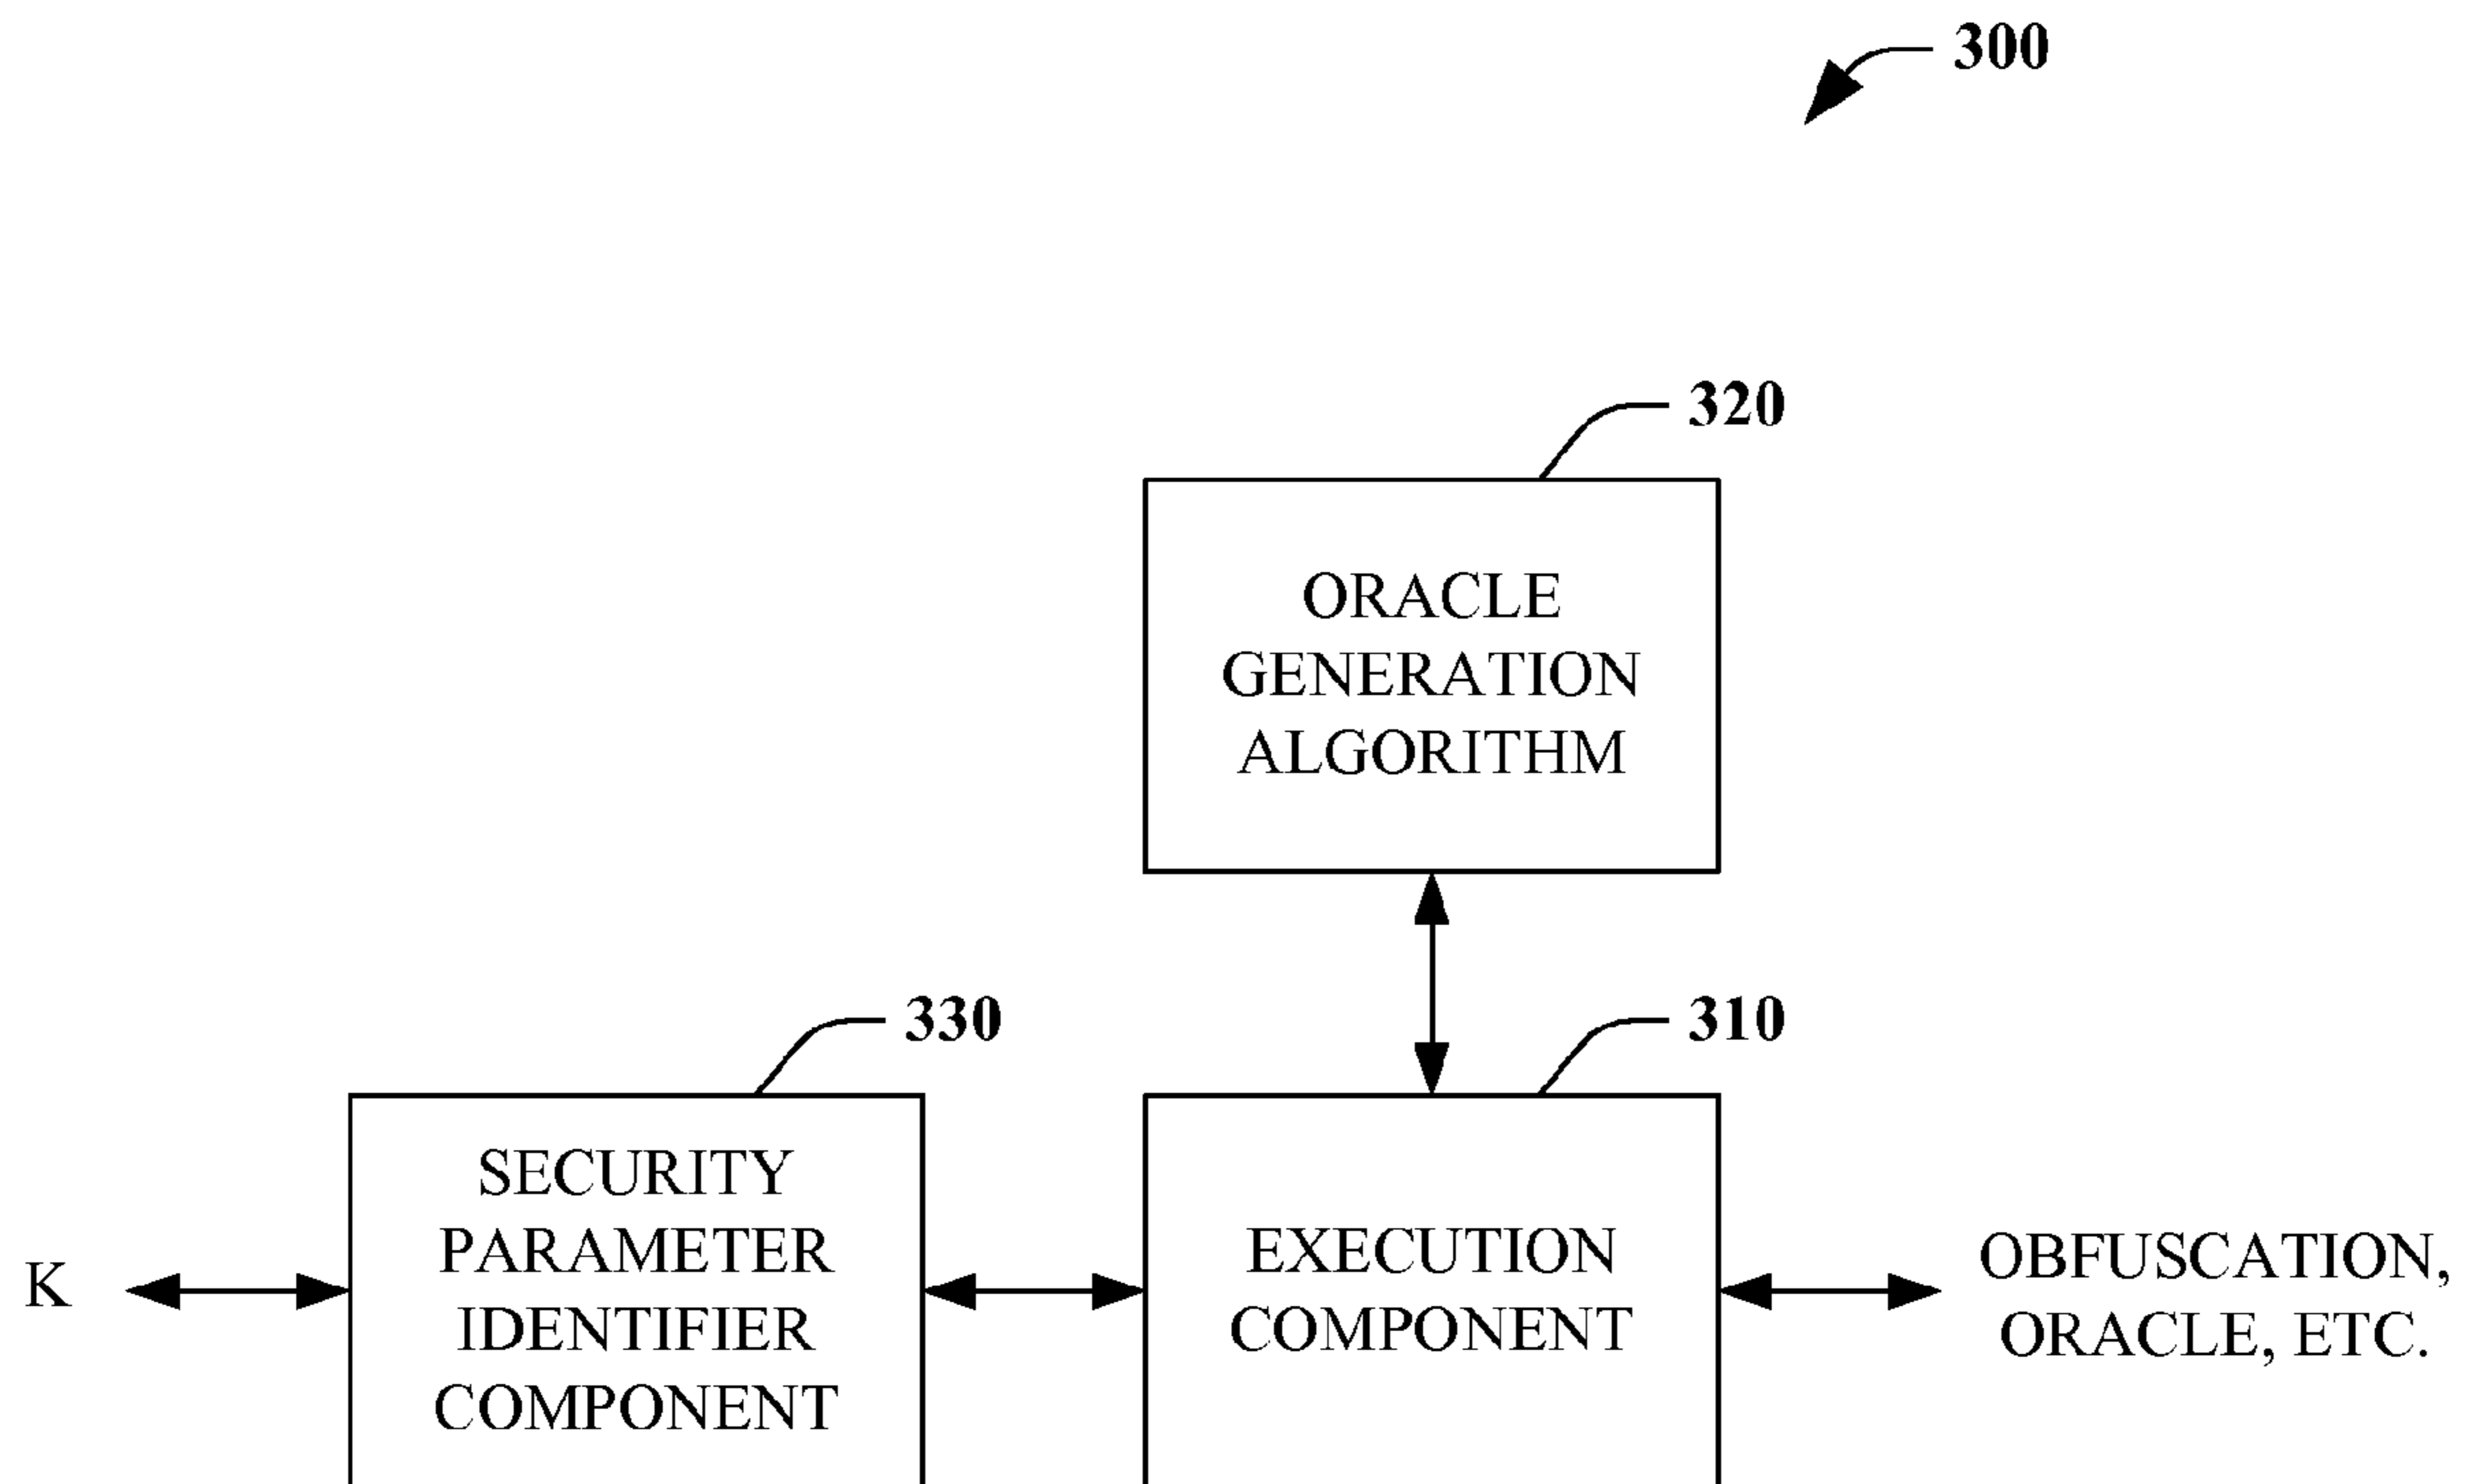 300
320
ORACLE
GENERATION
ALGORITHM
330
310
SECURITY
PARAMETER
IDENTIFIER
COMPONENT
EXECUTION
COMPONENT
K
OBFUSCATION,
ORACLE, ETC.